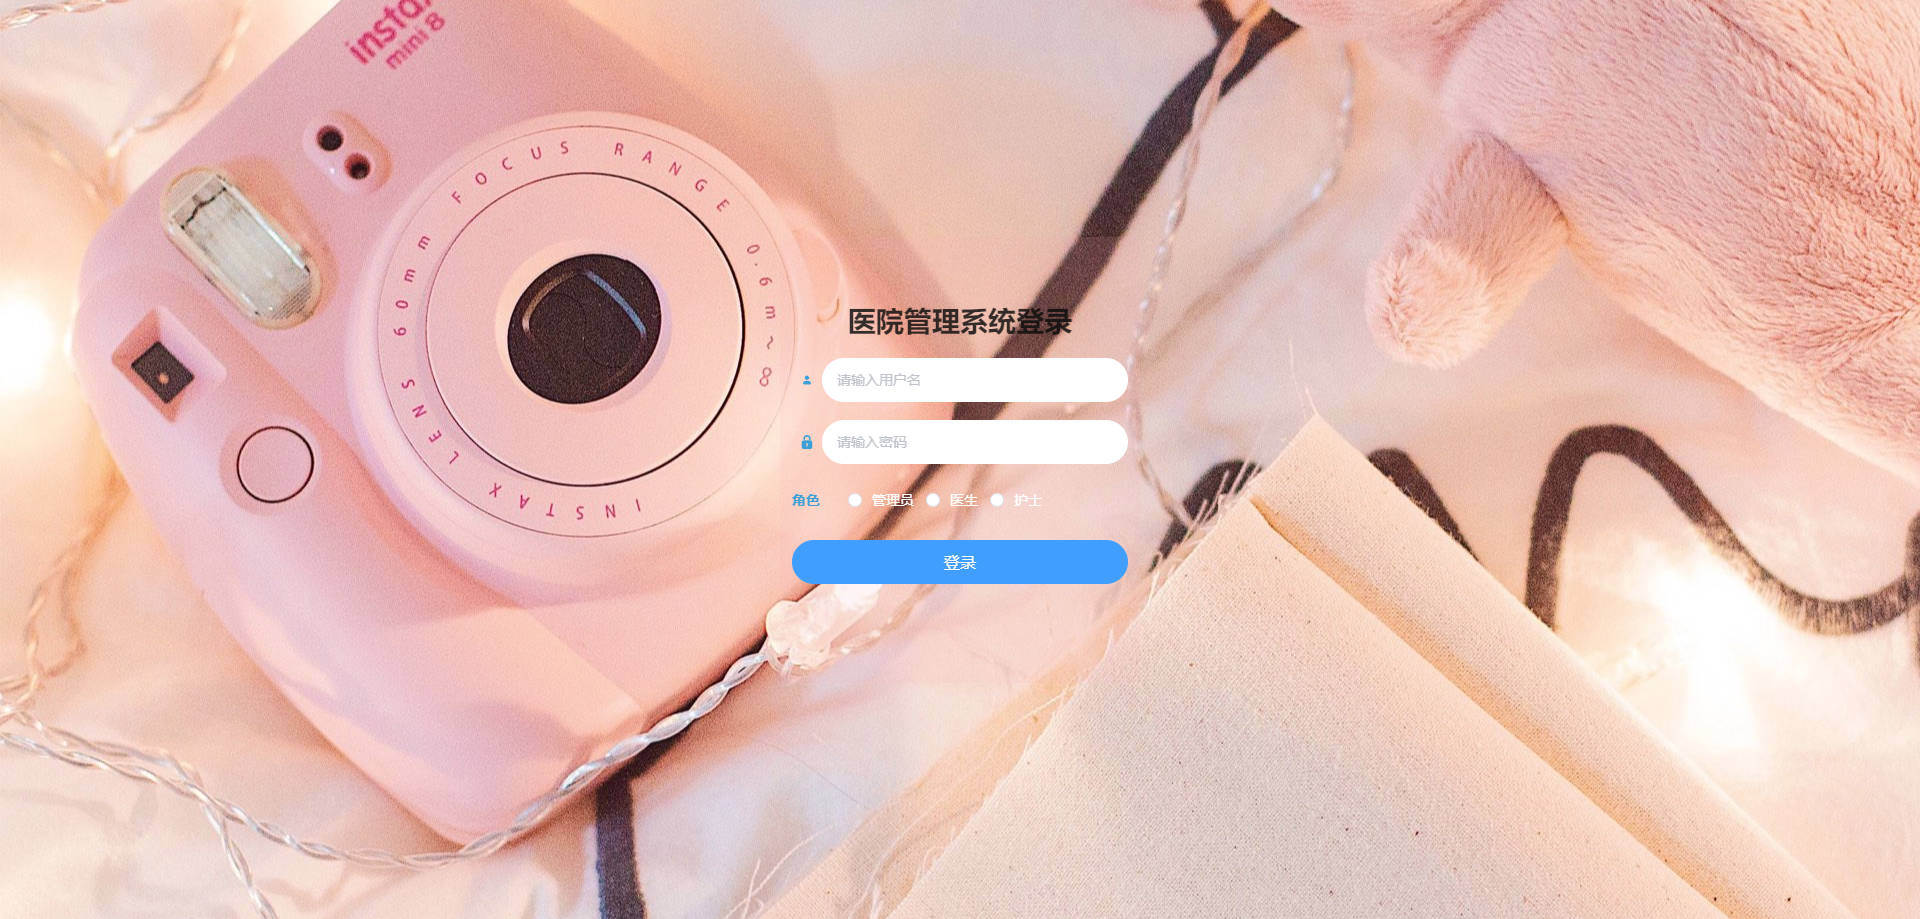 instax
mini 8
FOCUS RANGE 0.6m~∞
INSTAX LENS 60mm
医院管理系统登录
请输入用户名
请输入密码
角色 管理员 医生 护士
登录